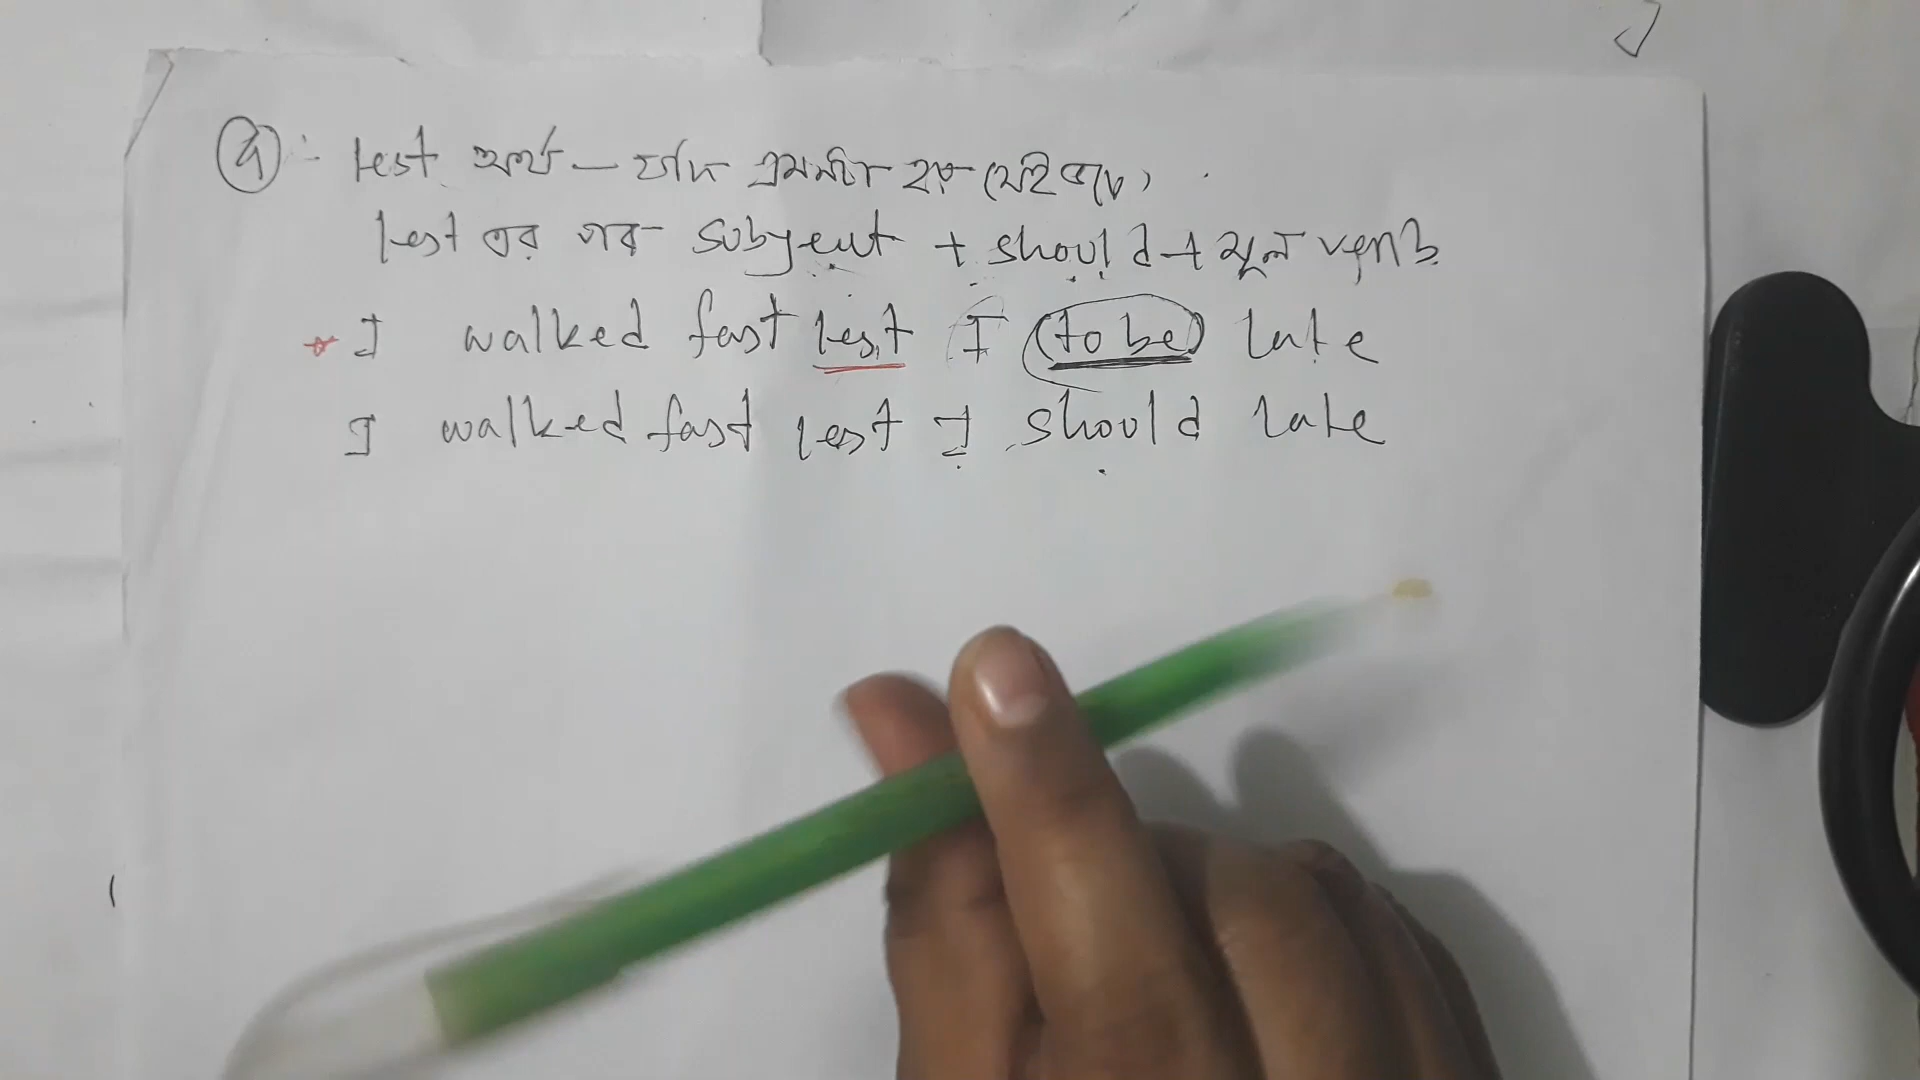 lest অর্থ – যদি এমনটা হয় (সেই ভাবে)
lest এর পর subject + should + মূল verb
* I walked fast lest I (to be) late
I walked fast lest I should late